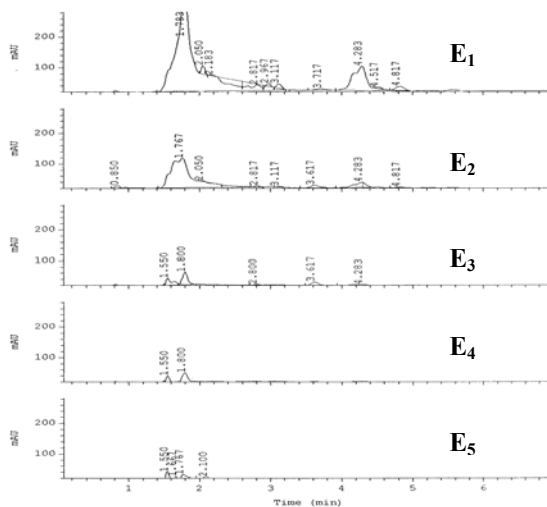 mAU 200 100 1.783 2.050 2.183 2.817 2.967 3.117 3.717 4.283 4.517 4.817 E1
mAU 200 100 0.850 1.767 2.050 2.817 3.117 3.617 4.283 4.817 E2
mAU 200 100 1.550 1.800 2.800 3.617 4.283 E3
mAU 200 100 1.550 1.800 E4
mAU 200 100 1.550 1.767 2.100 E5
1 2 3 4 5 6
Time (min)